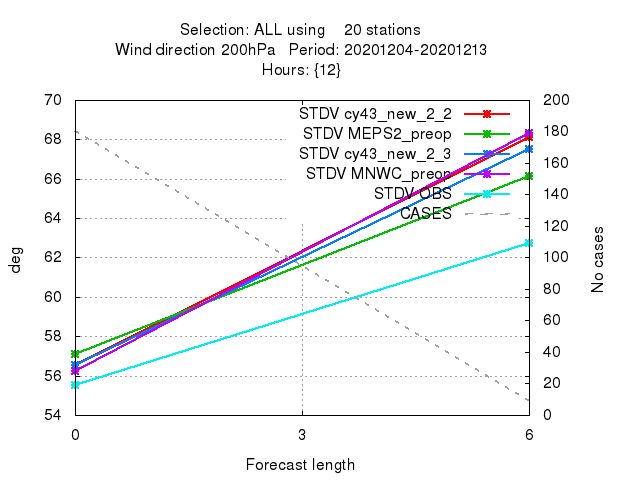 Selection: ALL using 20 stations
Wind direction 200hPa Period: 20201204-20201213
Hours: {12}
70
68
66
64
62
60
58
56
54
200
180
160
140
120
100
80
60
40
20
0
STDV cy43_new_2_2
STDV MEPS2_preop
STDV cy43_new_2_3
STDV MNWC_preop
STDV OBS
CASES
deg
No cases
0
3
6
Forecast length